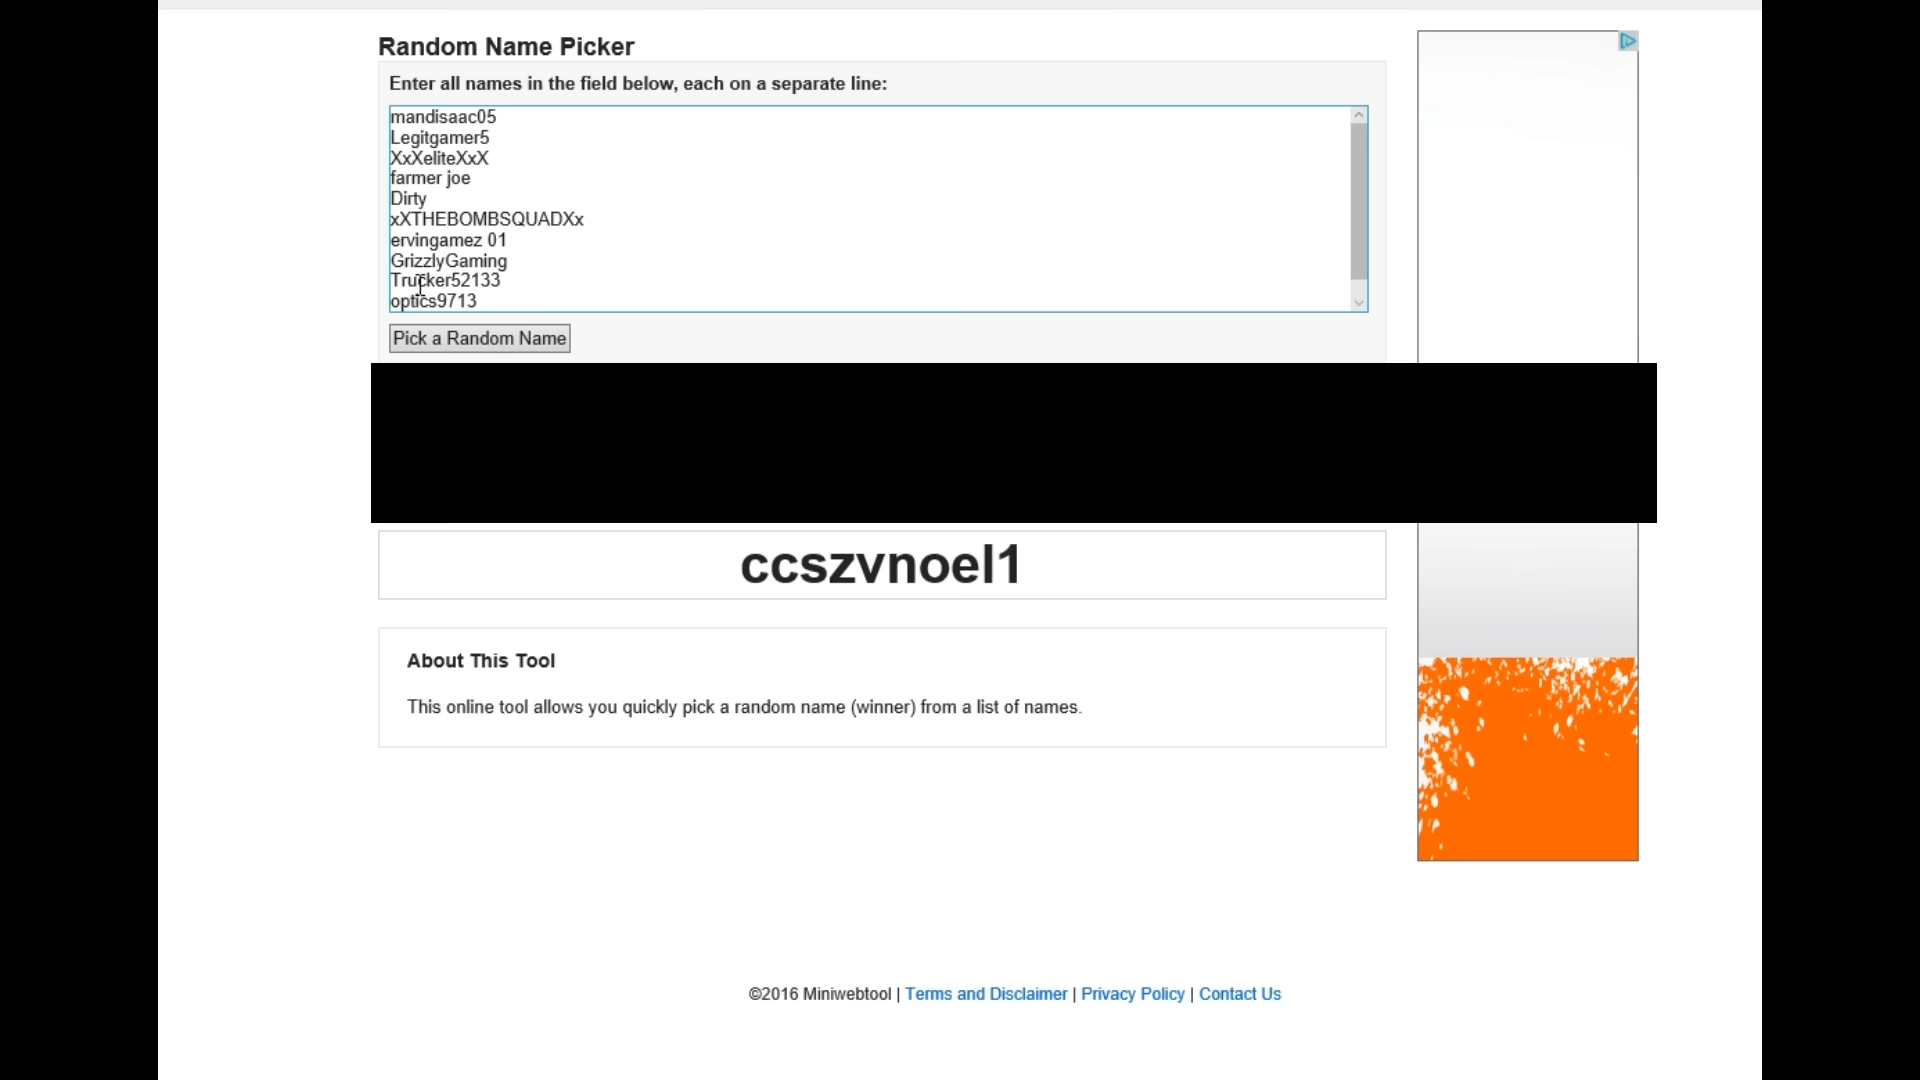 Random Name Picker
Enter all names in the field below, each on a separate line:
mandisaac05
Legitgamer5
XxXeliteXxX
farmer joe
Dirty
xXTHEBOMBSQUADXx
ervingamez 01
GrizzlyGaming
Trucker52133
optics9713
Pick a Random Name
ccszvnoel1
About This Tool
This online tool allows you quickly pick a random name (winner) from a list of names.
©2016 Miniwebtool | Terms and Disclaimer | Privacy Policy | Contact Us